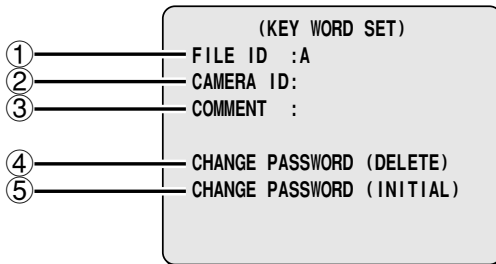 (KEY WORD SET)
① FILE ID :A
② CAMERA ID:
③ COMMENT :
④ CHANGE PASSWORD (DELETE)
⑤ CHANGE PASSWORD (INITIAL)